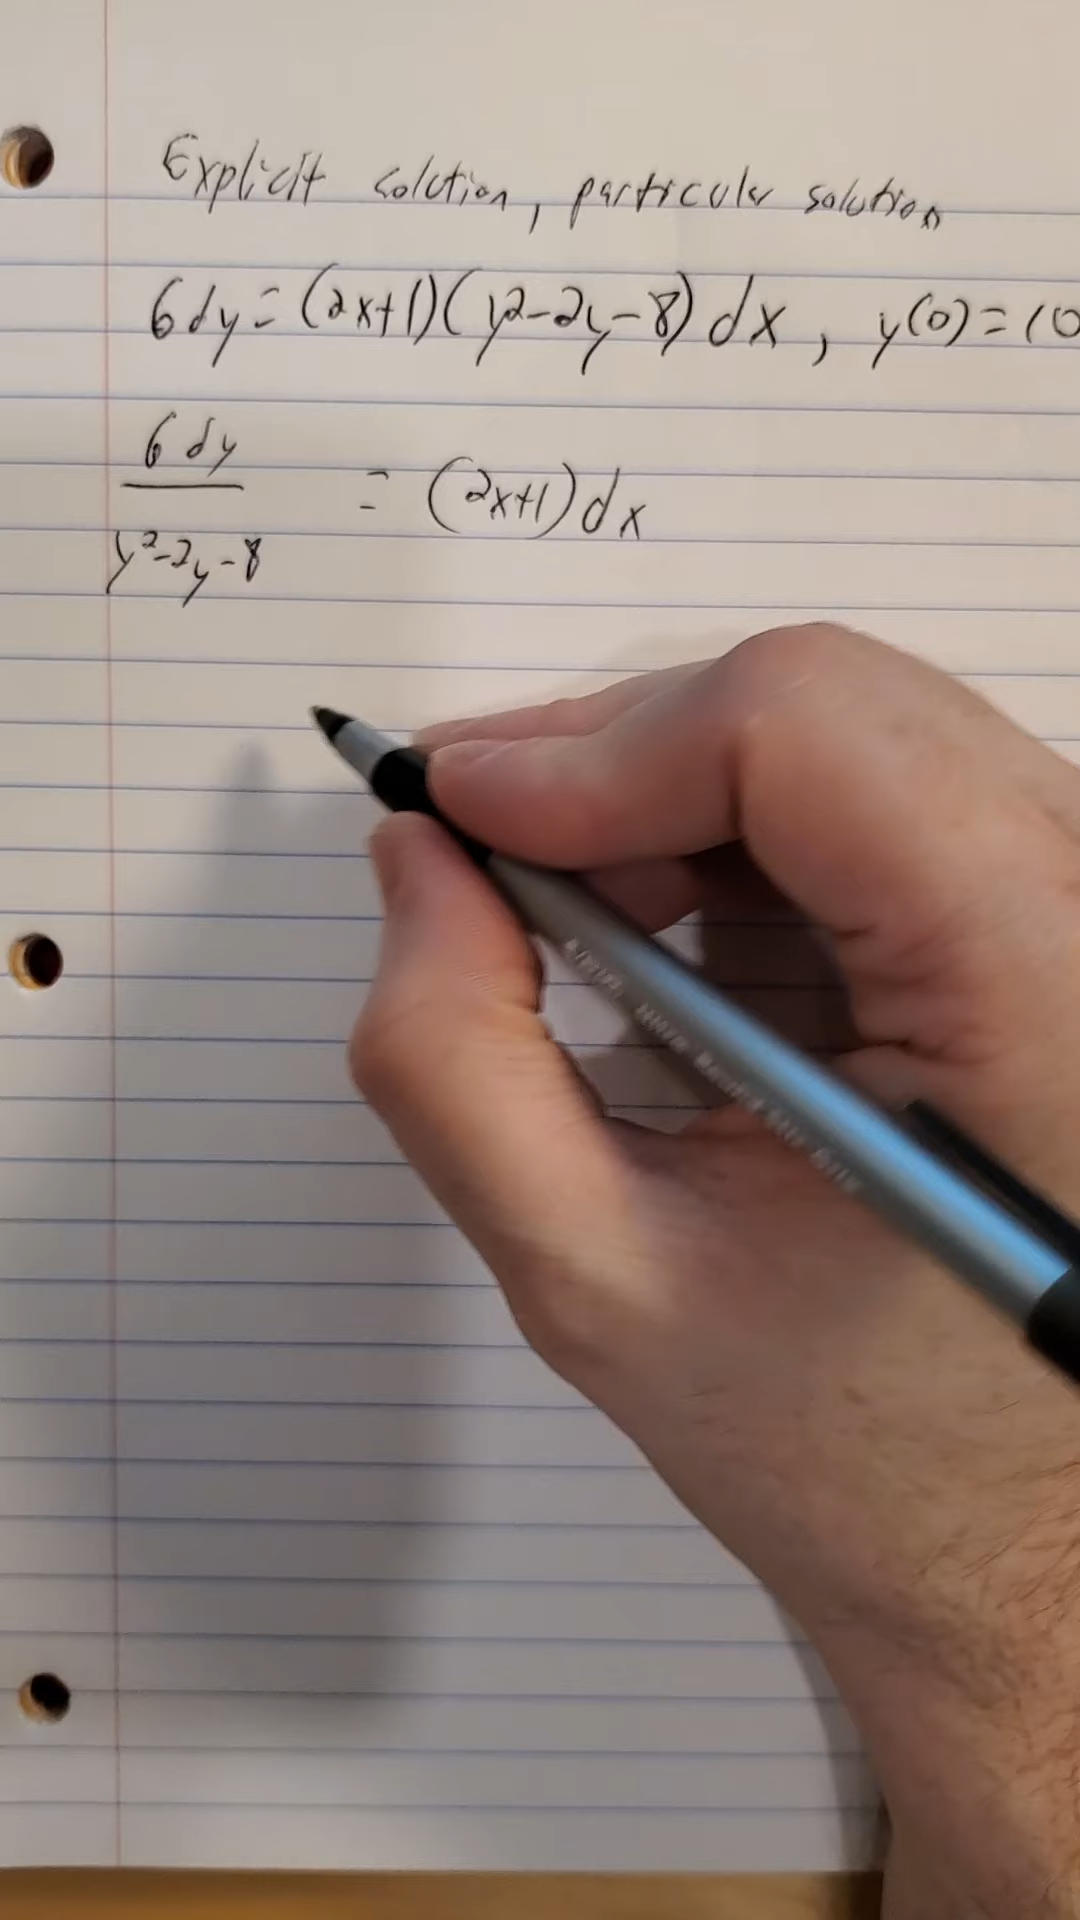 Explicit solution, particular solution
6dy=(2x+1)(y²-2y-8)dx, y(0)=10
6dy
= (2x+1)dx
y²-2y-8